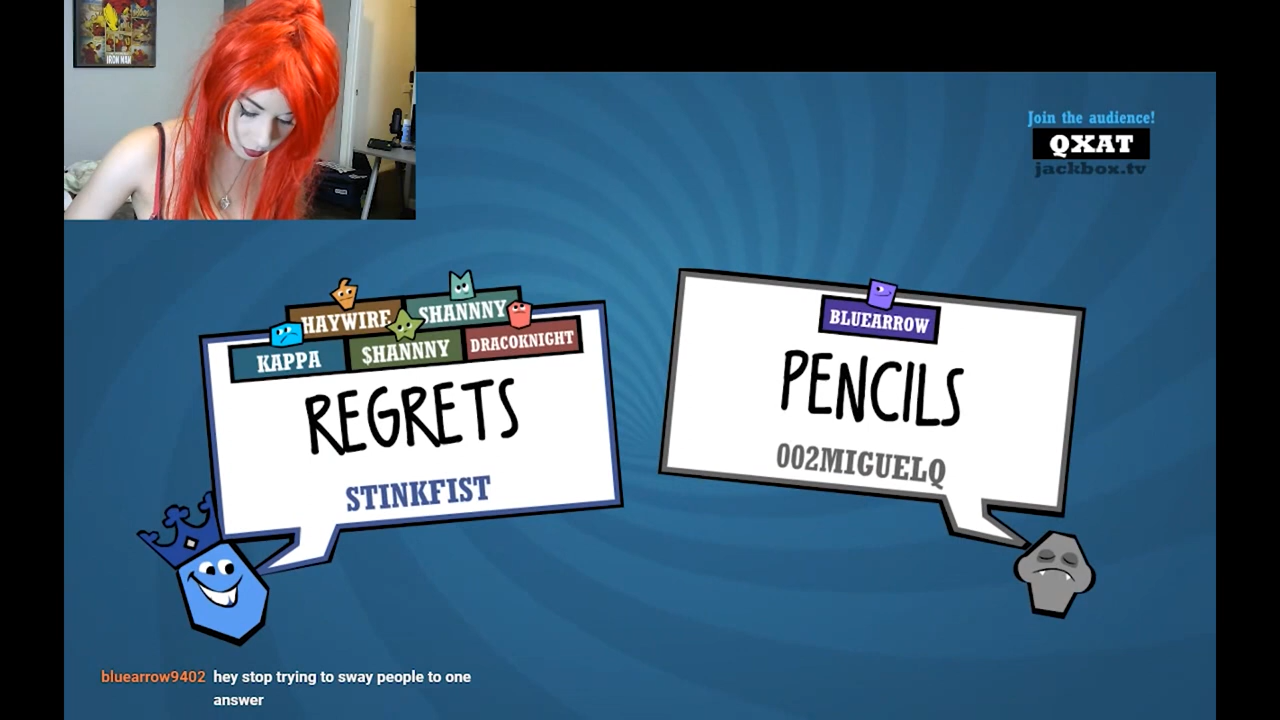 IRON MAN
Join the audience!
QXAT
jackbox.tv
HAYWIRE
SHANNNY
KAPPA
$HANNNY
DRACOKNIGHT
REGRETS
STINKFIST
BLUEARROW
PENCILS
002MIGUELQ
bluearrow9402 hey stop trying to sway people to one
answer